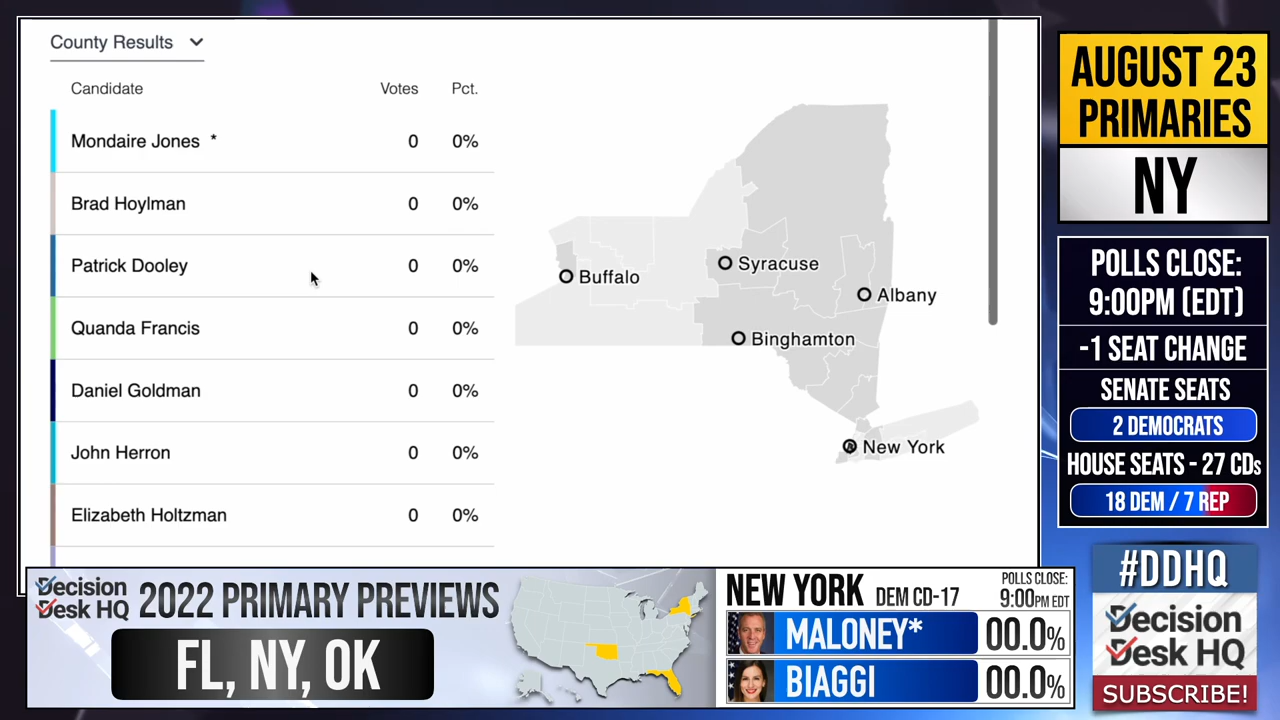 County Results
Candidate Votes Pct.
Mondaire Jones * 0 0%
Brad Hoylman 0 0%
Patrick Dooley 0 0%
Quanda Francis 0 0%
Daniel Goldman 0 0%
John Herron 0 0%
Elizabeth Holtzman 0 0%
Buffalo
Syracuse
Albany
Binghamton
New York
AUGUST 23
PRIMARIES
NY
POLLS CLOSE:
9:00PM (EDT)
-1 SEAT CHANGE
SENATE SEATS
2 DEMOCRATS
HOUSE SEATS - 27 CDs
18 DEM / 7 REP
Decision
Desk HQ
2022 PRIMARY PREVIEWS
FL, NY, OK
NEW YORK DEM CD-17
POLLS CLOSE:
9:00PM EDT
MALONEY* 00.0%
BIAGGI 00.0%
#DDHQ
Decision
Desk HQ
SUBSCRIBE!